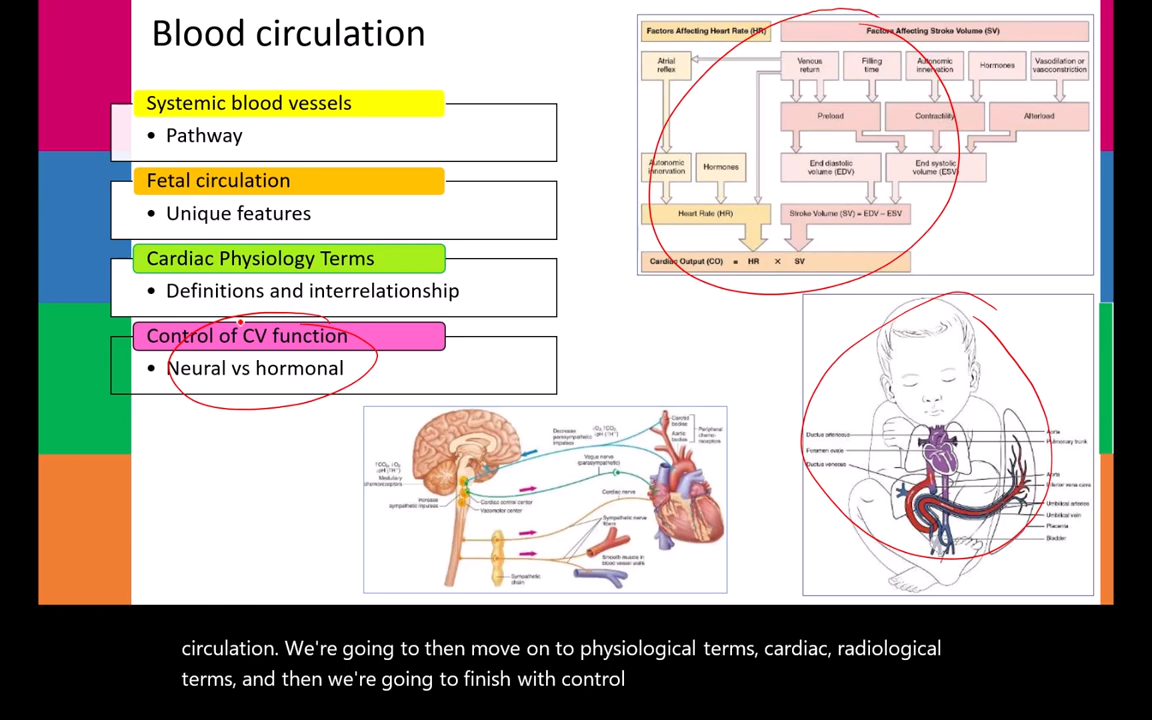 Blood circulation
Systemic blood vessels
• Pathway
Fetal circulation
• Unique features
Cardiac Physiology Terms
• Definitions and interrelationship
Control of CV function
• Neural vs hormonal
Factors Affecting Heart Rate (HR)
Factors Affecting Stroke Volume (SV)
Atrial
reflex
Venous
return
Filling
time
Autonomic
innervation
Hormones
Vasodilation or
vasoconstriction
Preload
Contractility
Afterload
Autonomic
innervation
Hormones
End diastolic
volume (EDV)
End systolic
volume (ESV)
Heart Rate (HR)
Stroke Volume (SV) = EDV – ESV
Cardiac Output (CO) = HR × SV
Ductus arteriosus
Foramen ovale
Ductus venosus
Aorta
Pulmonary trunk
Aorta
Inferior vena cava
Umbilical arteries
Umbilical vein
Placenta
Bladder
Decrease
parasympathetic
impulses
Carotid
bodies
Aortic
bodies
Peripheral
chemo-
receptors
Medullary
chemoreceptors
Vagus nerve
(parasympathetic)
Cardiac nerve
Increase
sympathetic impulses
Cardiac control center
Vasomotor center
Sympathetic nerve
fibers
Smooth muscle in
blood vessel walls
Sympathetic
chain
circulation. We're going to then move on to physiological terms, cardiac, radiological
terms, and then we're going to finish with control